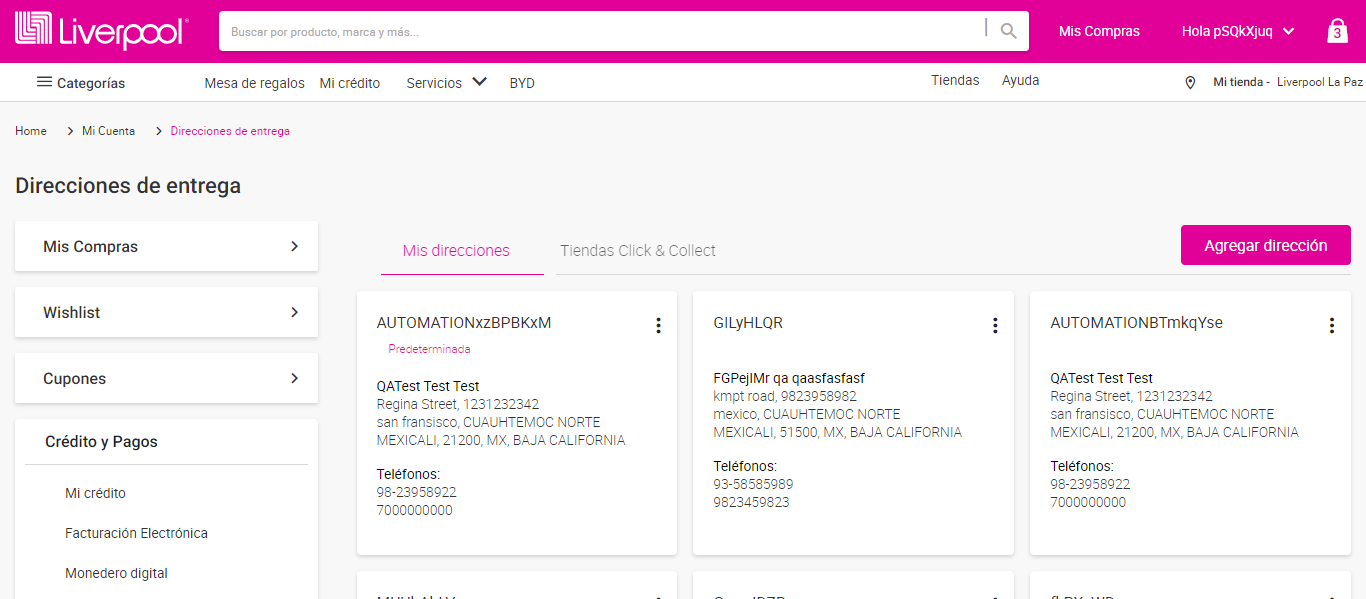 Liverpool
Buscar por producto, marca y más...
Mis Compras
Hola pSQkXjuq
3
Categorías
Mesa de regalos
Mi crédito
Servicios
BYD
Tiendas
Ayuda
Mi tienda - Liverpool La Paz
Home
Mi Cuenta
Direcciones de entrega
Direcciones de entrega
Mis Compras
Wishlist
Cupones
Crédito y Pagos
Mi crédito
Facturación Electrónica
Monedero digital
Mis direcciones
Tiendas Click & Collect
Agregar dirección
AUTOMATIONxzBPBKxM
Predeterminada
QATest Test Test
Regina Street, 1231232342
san fransisco, CUAUHTEMOC NORTE
MEXICALI, 21200, MX, BAJA CALIFORNIA
Teléfonos:
98-23958922
7000000000
GILyHLQR
FGPejIMr qa qaasfasfasf
kmpt road, 9823958982
mexico, CUAUHTEMOC NORTE
MEXICALI, 51500, MX, BAJA CALIFORNIA
Teléfonos:
93-58585989
9823459823
AUTOMATIONBTmkqYse
QATest Test Test
Regina Street, 1231232342
san fransisco, CUAUHTEMOC NORTE
MEXICALI, 21200, MX, BAJA CALIFORNIA
Teléfonos:
98-23958922
7000000000